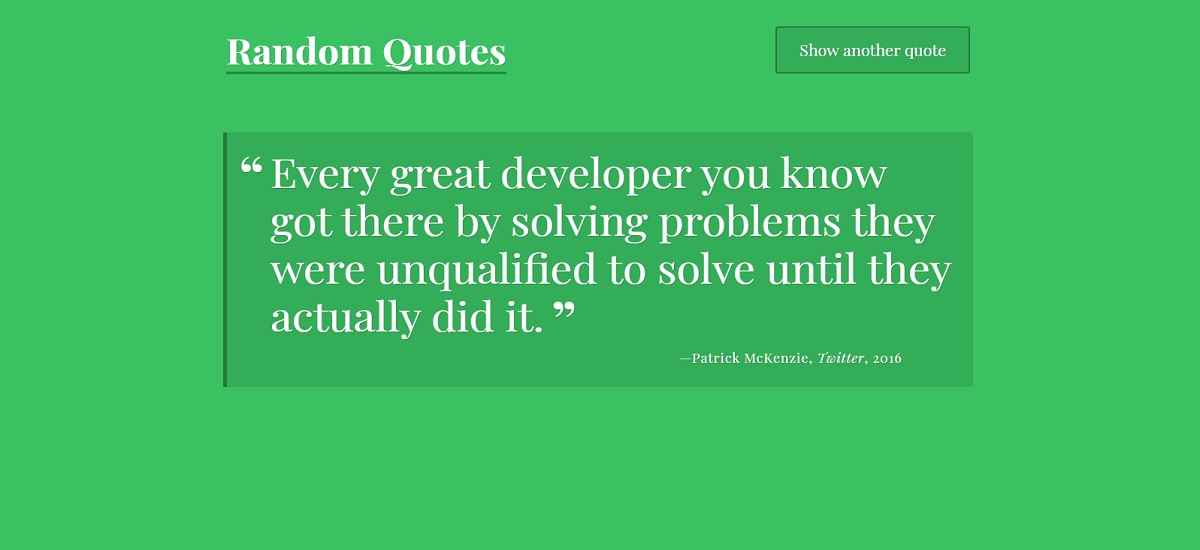 Random Quotes
Show another quote
“ Every great developer you know
got there by solving problems they
were unqualified to solve until they
actually did it. ”
—Patrick McKenzie, Twitter, 2016